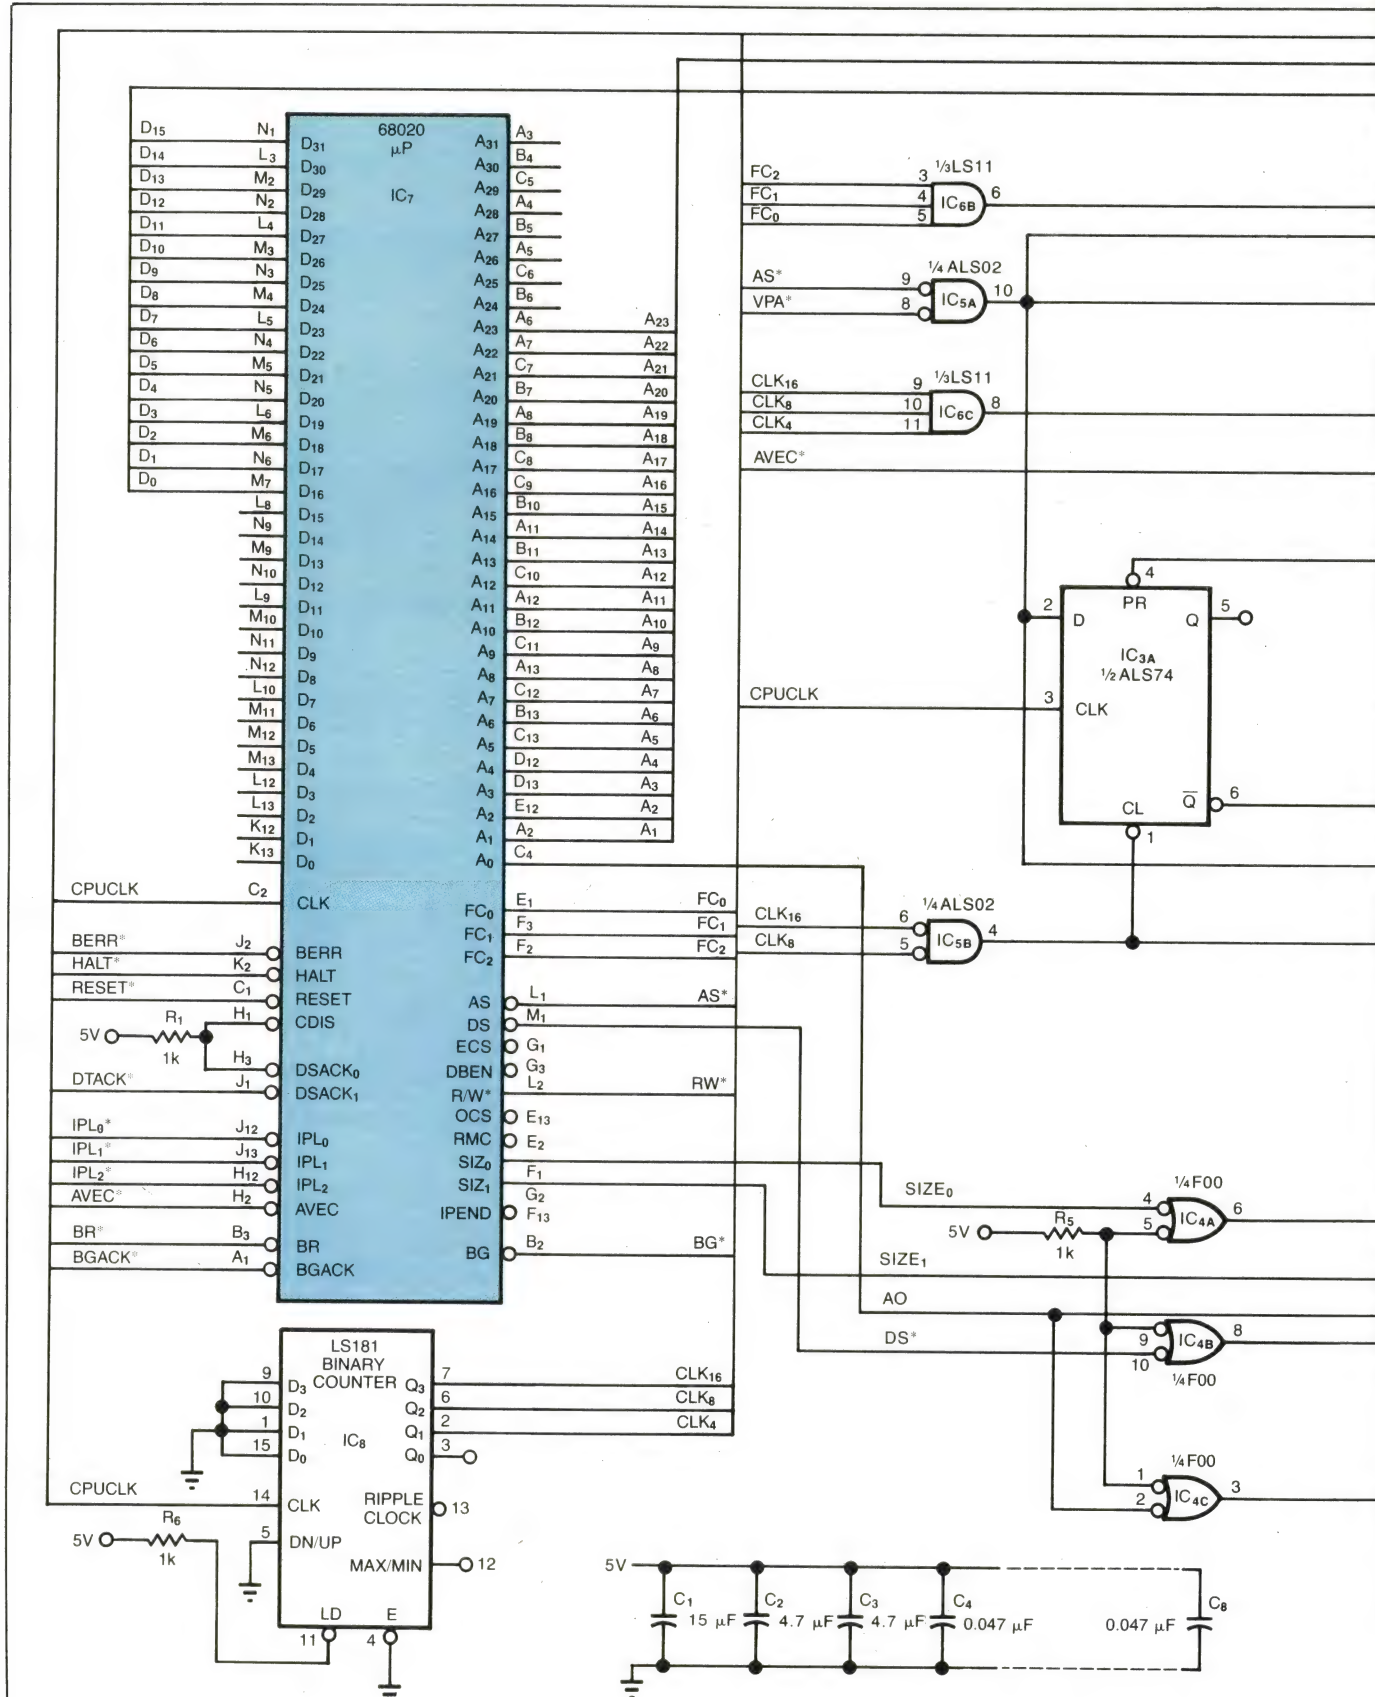 68020
μP
IC7
D15 N1 D31
D14 L3 D30
D13 M2 D29
D12 N2 D28
D11 L4 D27
D10 M3 D26
D9 N3 D25
D8 M4 D24
D7 L5 D23
D6 N4 D22
D5 M5 D21
D4 N5 D20
D3 L6 D19
D2 M6 D18
D1 N6 D17
D0 M7 D16
L8 D15
N9 D14
M9 D13
N10 D12
L9 D11
M10 D10
N11 D9
N12 D8
L10 D7
M11 D6
M12 D5
M13 D4
L12 D3
L13 D2
K12 D1
K13 D0
CPUCLK C2 CLK
BERR* J2 BERR
HALT* K2 HALT
RESET* C1 RESET
5V R1 1k H1 CDIS
H3 DSACK0
DTACK* J1 DSACK1
IPL0* J12 IPL0
IPL1* J13 IPL1
IPL2* H12 IPL2
AVEC* H2 AVEC
BR* B3 BR
BGACK* A1 BGACK
A31 A3
A30 B4
A29 C5
A28 A4
A27 B5
A26 A5
A25 C6
A24 B6
A23 A6 A23
A22 A7 A22
A21 C7 A21
A20 B7 A20
A19 A8 A19
A18 B8 A18
A17 C8 A17
A16 C9 A16
A15 B10 A15
A14 A11 A14
A13 B11 A13
A12 C10 A12
A11 A12 A11
A10 B12 A10
A9 C11 A9
A8 A13 A8
A7 C12 A7
A6 B13 A6
A5 C13 A5
A4 D12 A4
A3 D13 A3
A2 E12 A2
A1 A2 A1
A0 C4
FC0 E1 FC0
FC1 F3 FC1
FC2 F2 FC2
AS L1 AS*
DS M1
ECS G1
DBEN G3
R/W* L2 RW*
OCS E13
RMC E2
SIZ0 F1
SIZ1 G2
IPEND F13
BG B2 BG*
1/3LS11
FC2 3
FC1 4 IC6B 6
FC0 5
1/4 ALS02
AS* 9
VPA* 8 IC5A 10
1/3LS11
CLK16 9
CLK8 10 IC6C 8
CLK4 11
AVEC*
4
PR
2 D Q 5
IC3A
1/2ALS74
CPUCLK 3 CLK
Q 6
CL
1
1/4 ALS02
CLK16 6
CLK8 5 IC5B 4
SIZE0
1/4F00
4
5V R5 1k 5 IC4A 6
SIZE1
AO
DS*
9
10 IC4B 8
1/4F00
1/4F00
1
2 IC4C 3
LS181
BINARY
COUNTER
IC8
9 D3 Q3 7 CLK16
10 D2 Q2 6 CLK8
1 D1 Q1 2 CLK4
15 D0 Q0 3
CPUCLK 14 CLK
RIPPLE
CLOCK 13
5V R6 1k
5 DN/UP
MAX/MIN 12
LD E
11 4
5V
C1 C2 C3 C4 C8
15 μF 4.7 μF 4.7 μF 0.047 μF 0.047 μF